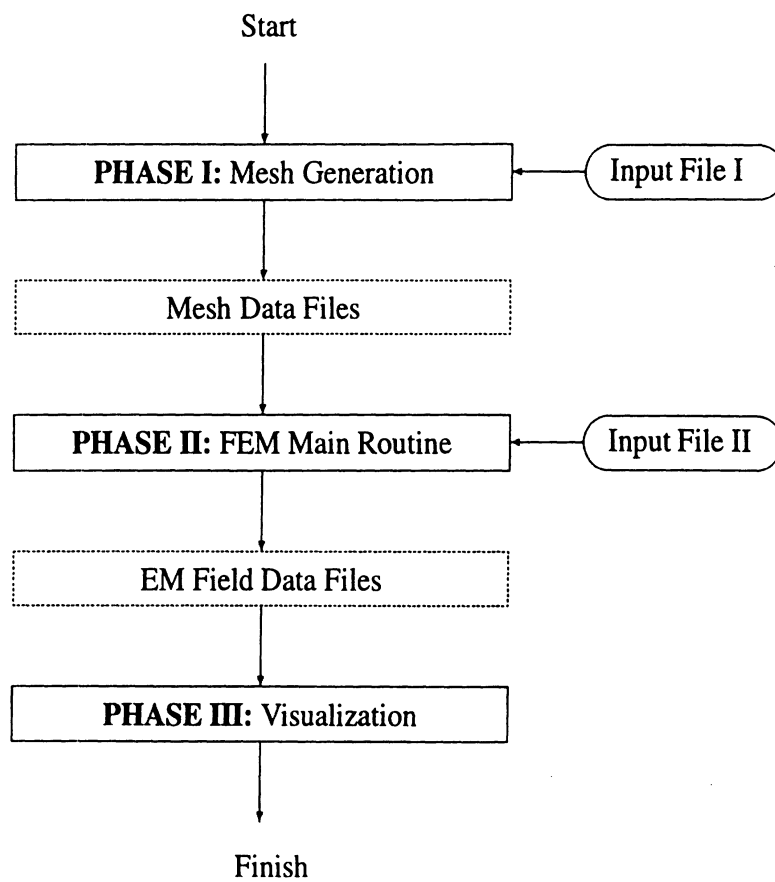 Start
PHASE I: Mesh Generation
Input File I
Mesh Data Files
PHASE II: FEM Main Routine
Input File II
EM Field Data Files
PHASE III: Visualization
Finish